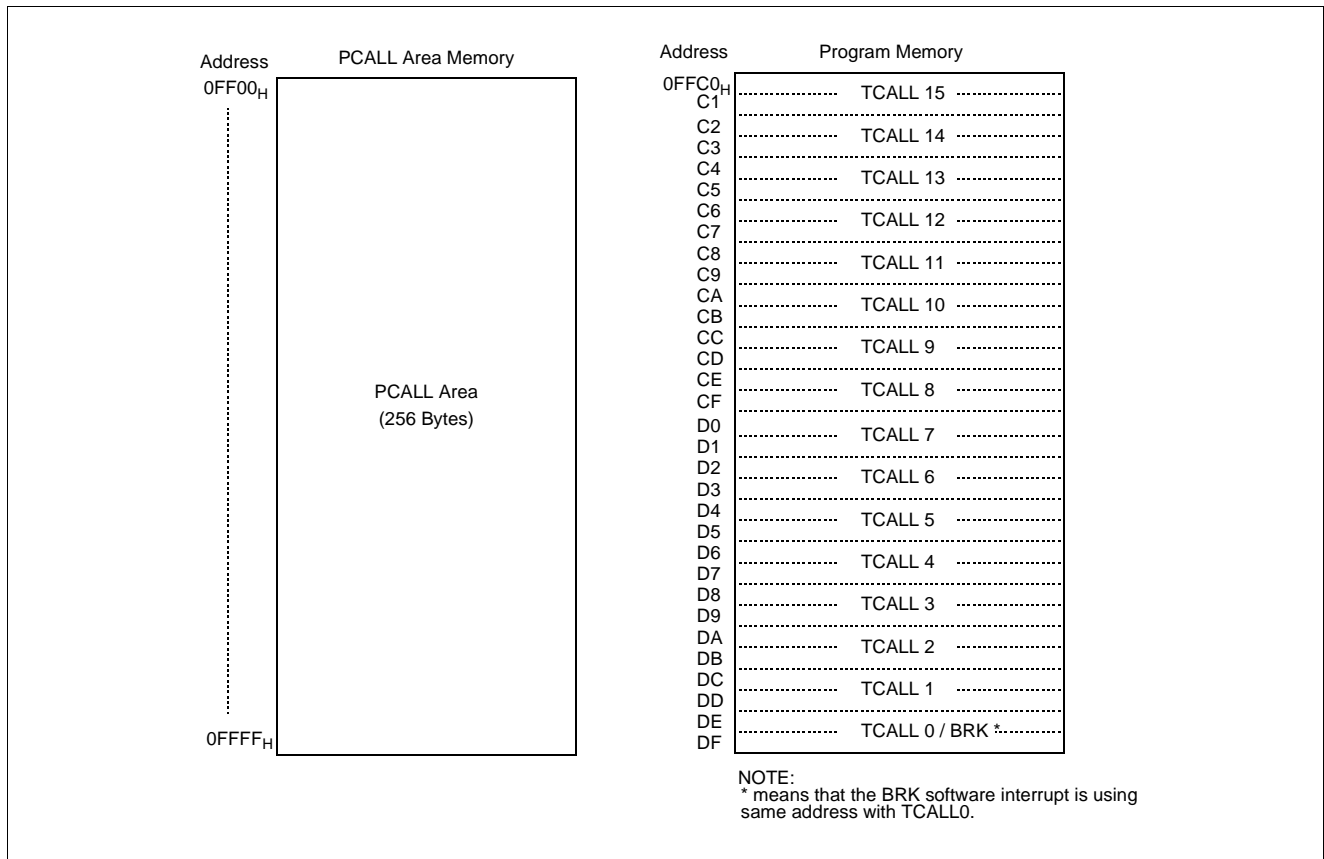 Address PCALL Area Memory
0FF00H
PCALL Area
(256 Bytes)
0FFFFH
Address Program Memory
0FFC0H
C1
TCALL 15
C2
C3
TCALL 14
C4
C5
TCALL 13
C6
C7
TCALL 12
C8
C9
TCALL 11
CA
CB
TCALL 10
CC
CD
TCALL 9
CE
CF
TCALL 8
D0
D1
TCALL 7
D2
D3
TCALL 6
D4
D5
TCALL 5
D6
D7
TCALL 4
D8
D9
TCALL 3
DA
DB
TCALL 2
DC
DD
TCALL 1
DE
DF
TCALL 0 / BRK *
NOTE:
* means that the BRK software interrupt is using
same address with TCALL0.